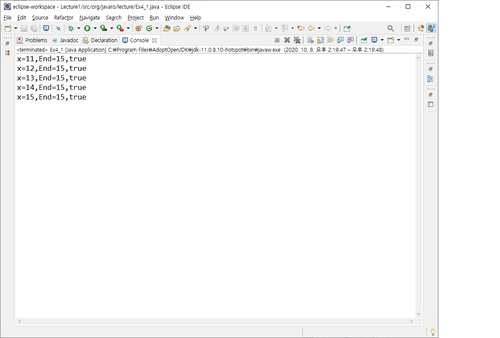 eclipse-workspace - Lecture1/src/org/javaro/lecture/Ex4_1.java - Eclipse IDE
File Edit Source Refactor Navigate Search Project Run Window Help
Problems Javadoc Declaration Console
<terminated> Ex4_1 [Java Application] C:₩Program Files₩AdoptOpenJDK₩jdk-11.0.8.10-hotspot₩bin₩javaw.exe (2020. 10. 8. 오후 2:19:47 – 오후 2:19:48)
x=11,End=15,true
x=12,End=15,true
x=13,End=15,true
x=14,End=15,true
x=15,End=15,true